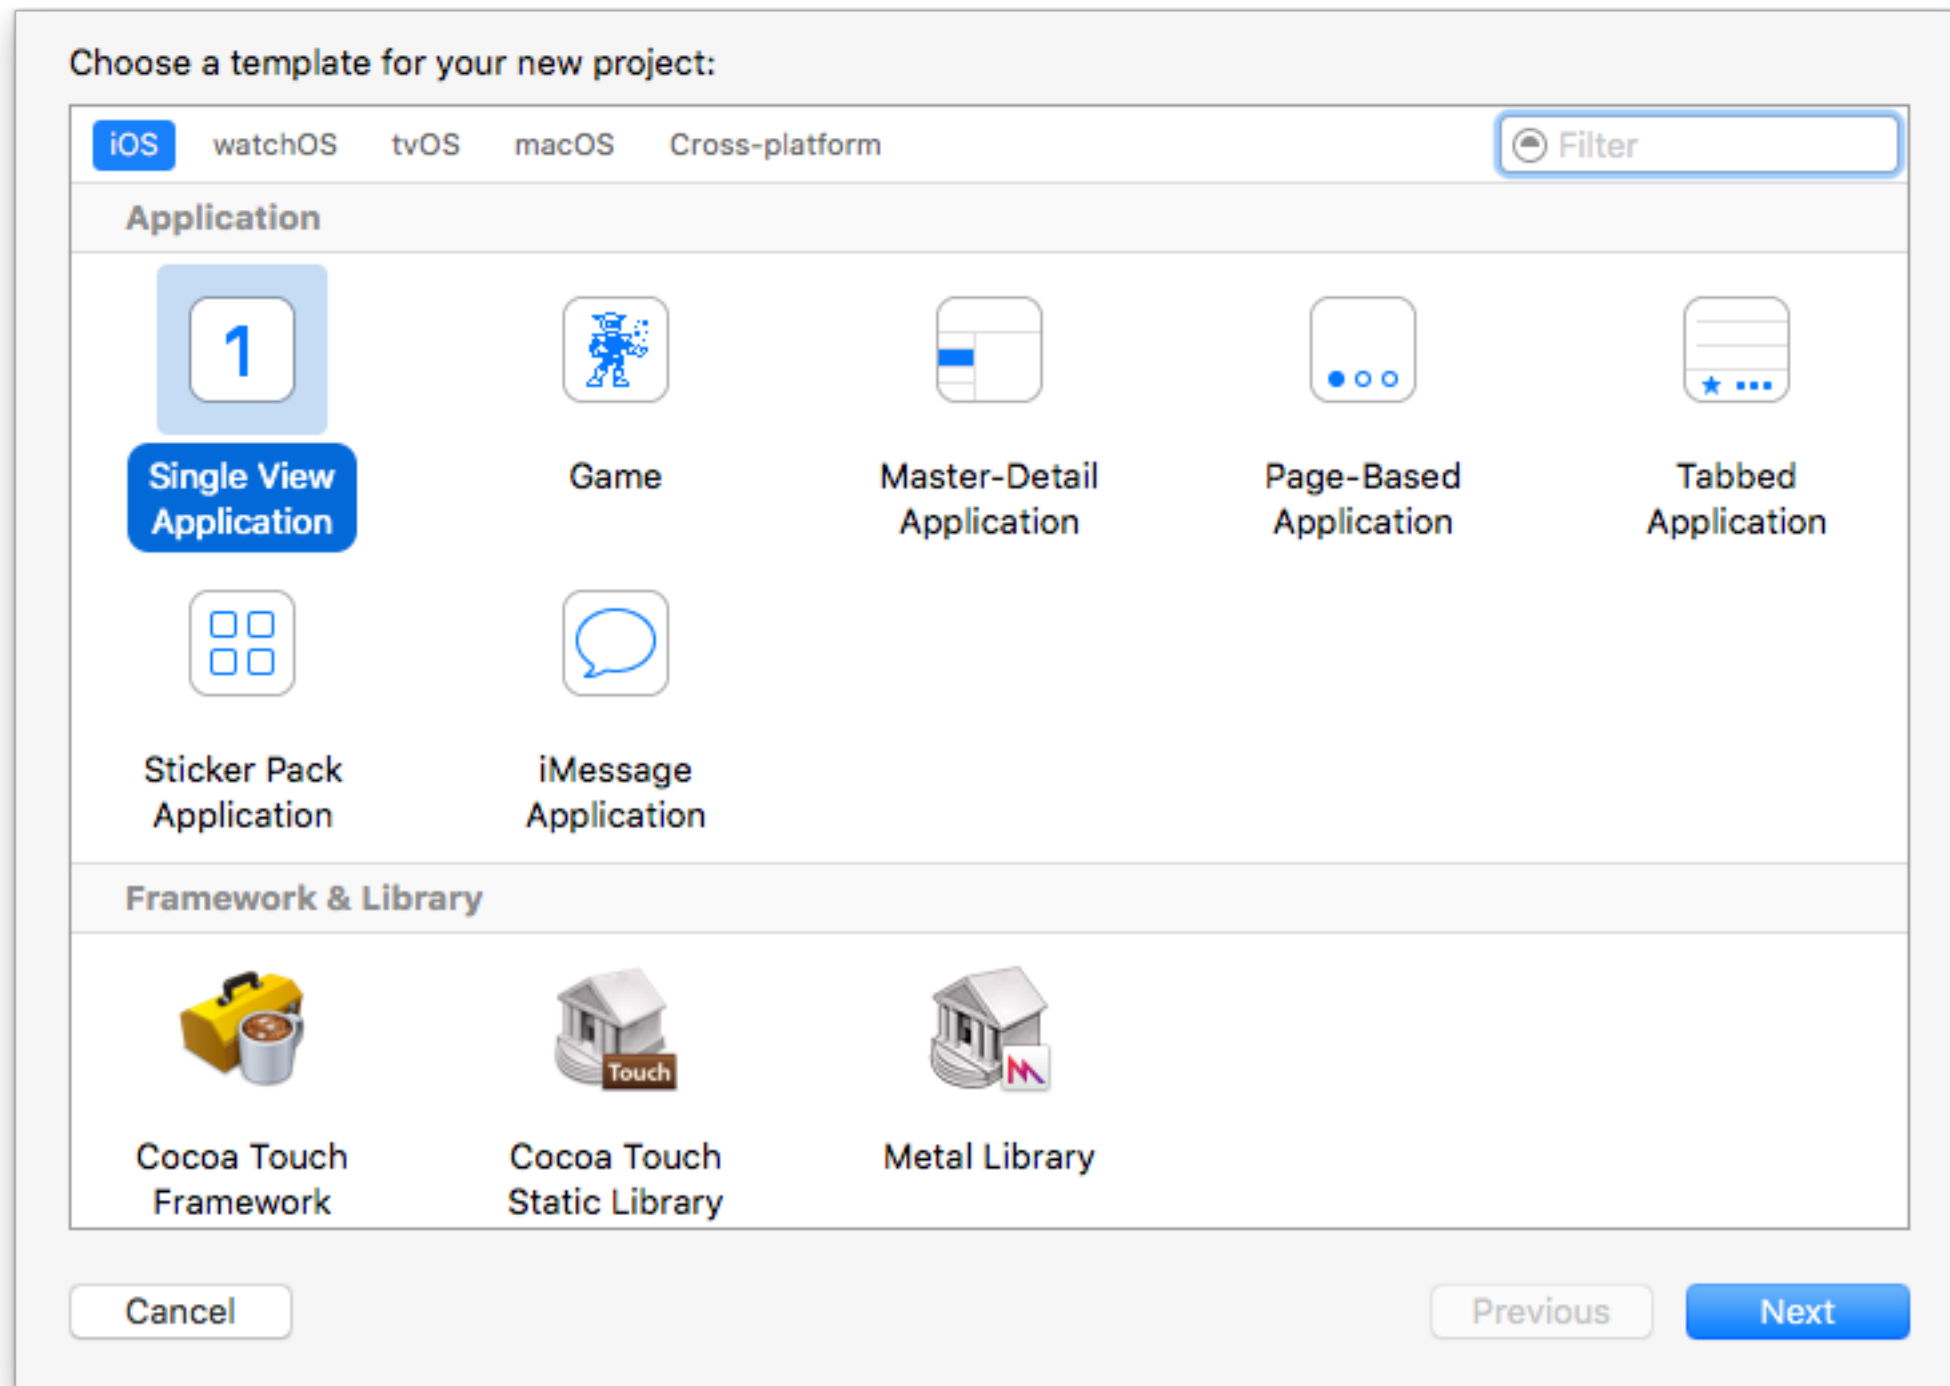 Choose a template for your new project:
iOS watchOS tvOS macOS Cross-platform Filter
Application
1
Single View Application
Game
Master-Detail Application
Page-Based Application
Tabbed Application
Sticker Pack Application
iMessage Application
Framework & Library
Touch
Cocoa Touch Framework
Cocoa Touch Static Library
Metal Library
Cancel Previous Next